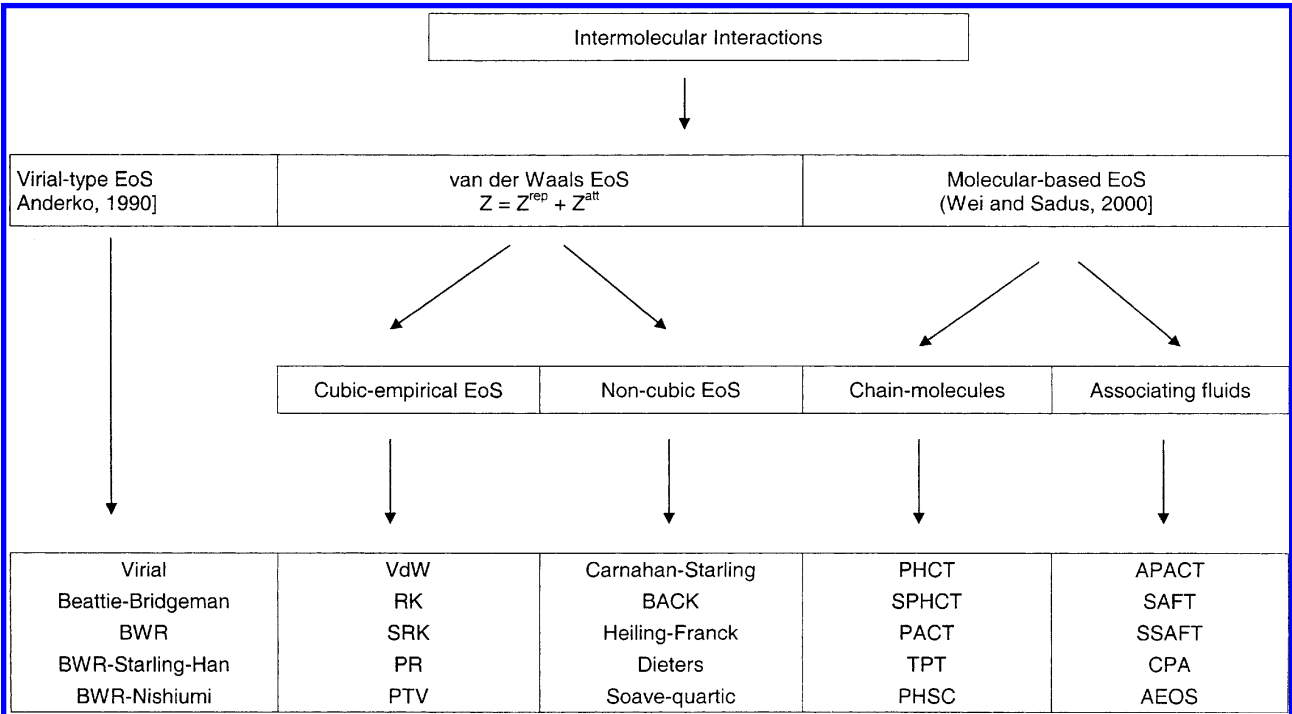 Intermolecular Interactions
Virial-type EoS
Anderko, 1990]
van der Waals EoS
Z = Z^rep + Z^att
Molecular-based EoS
(Wei and Sadus, 2000]
Cubic-empirical EoS
Non-cubic EoS
Chain-molecules
Associating fluids
Virial
Beattie-Bridgeman
BWR
BWR-Starling-Han
BWR-Nishiumi
VdW
RK
SRK
PR
PTV
Carnahan-Starling
BACK
Heiling-Franck
Dieters
Soave-quartic
PHCT
SPHCT
PACT
TPT
PHSC
APACT
SAFT
SSAFT
CPA
AEOS